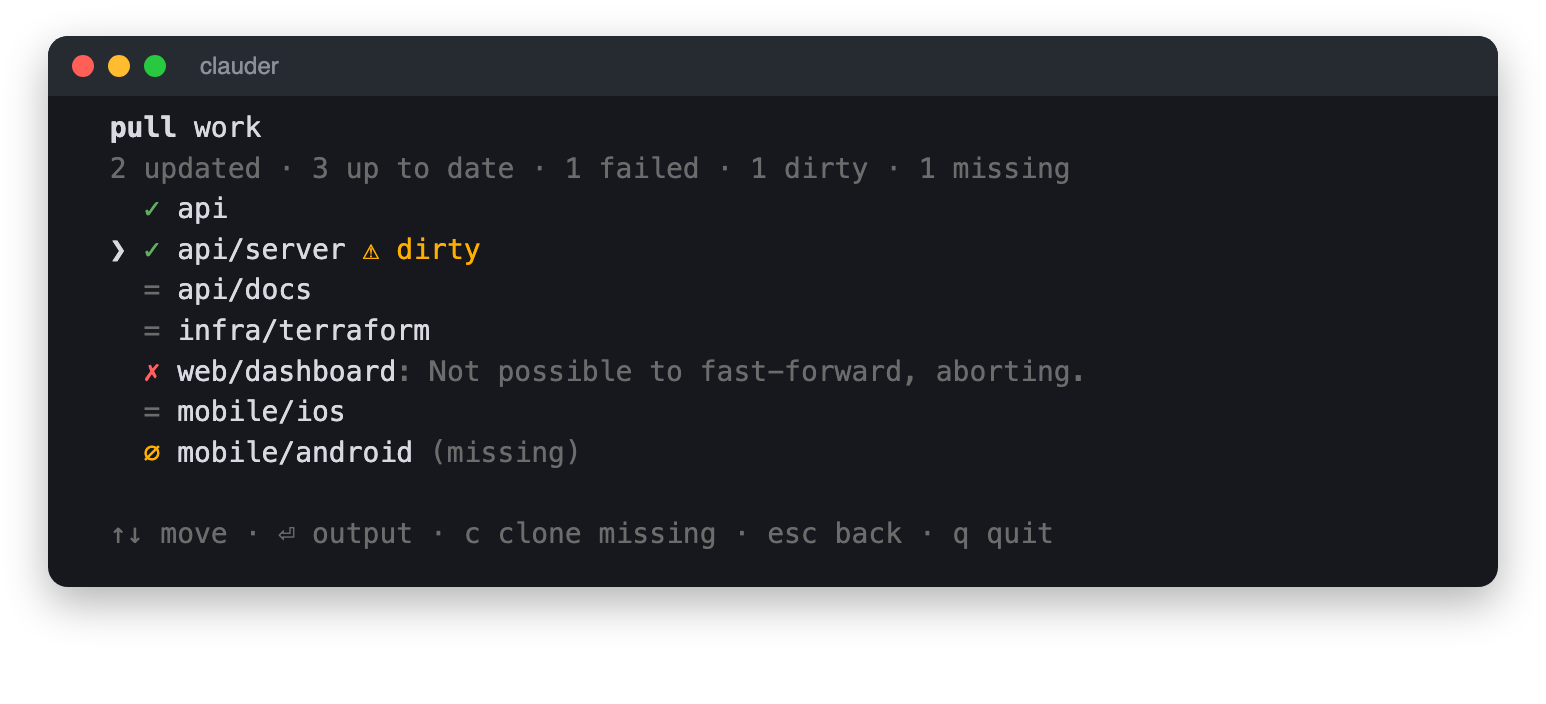 clauder
pull work
2 updated · 3 up to date · 1 failed · 1 dirty · 1 missing
✓ api
❯ ✓ api/server ⚠ dirty
= api/docs
= infra/terraform
✗ web/dashboard: Not possible to fast-forward, aborting.
= mobile/ios
∅ mobile/android (missing)
↑↓ move · ⏎ output · c clone missing · esc back · q quit